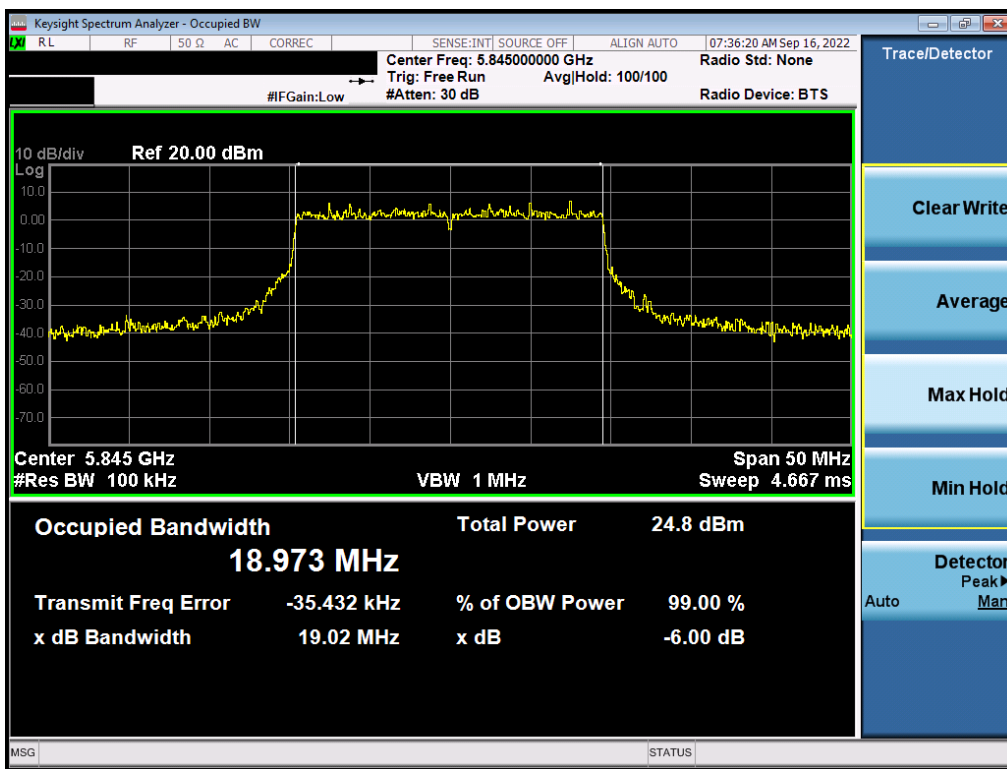 Keysight Spectrum Analyzer - Occupied BW
LXI RL RF 50 Ω AC CORREC SENSE:INT SOURCE OFF ALIGN AUTO 07:36:20 AM Sep 16, 2022
Center Freq: 5.845000000 GHz Radio Std: None
Trig: Free Run Avg|Hold: 100/100
#IFGain:Low #Atten: 30 dB Radio Device: BTS
10 dB/div Ref 20.00 dBm
Log
10.0
0.00
-10.0
-20.0
-30.0
-40.0
-50.0
-60.0
-70.0
Center 5.845 GHz Span 50 MHz
#Res BW 100 kHz VBW 1 MHz Sweep 4.667 ms
Occupied Bandwidth Total Power 24.8 dBm
18.973 MHz
Transmit Freq Error -35.432 kHz % of OBW Power 99.00 %
x dB Bandwidth 19.02 MHz x dB -6.00 dB
MSG STATUS
Trace/Detector
Clear Write
Average
Max Hold
Min Hold
Detector
Peak▶
Auto Man